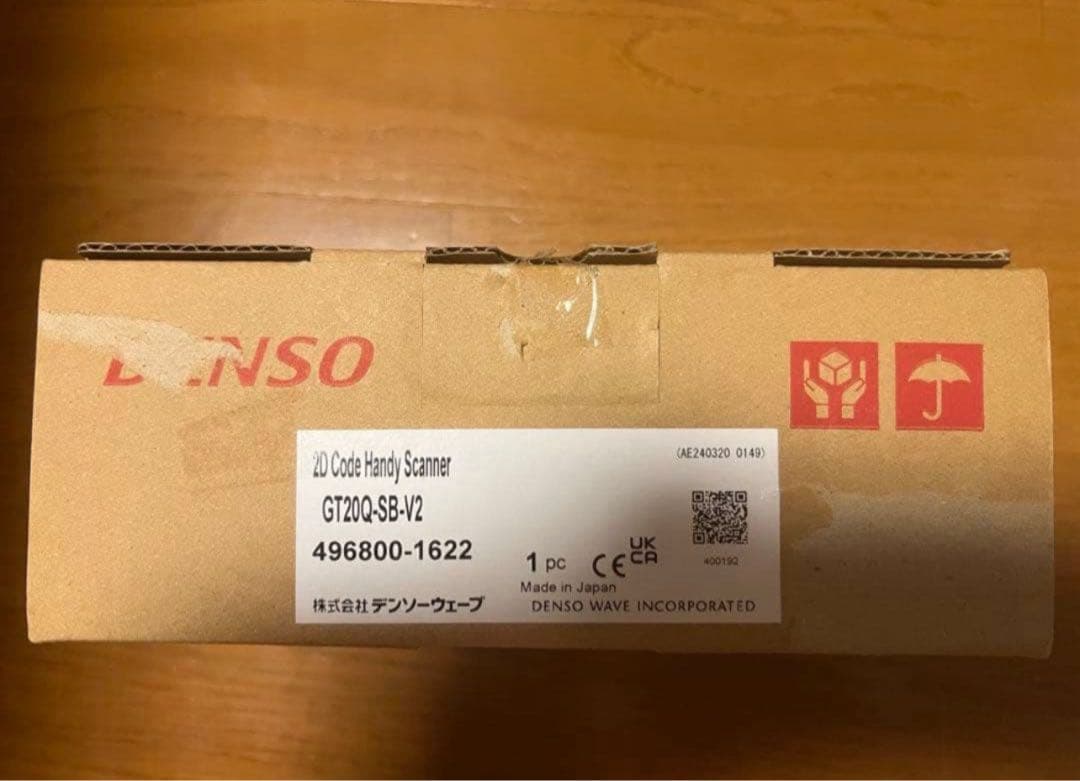 DENSO
2D Code Handy Scanner
(AE240320 0149)
GT20Q-SB-V2
496800-1622
1 pc CE UK CA
400192
Made in Japan
株式会社 デンソーウェーブ
DENSO WAVE INCORPORATED